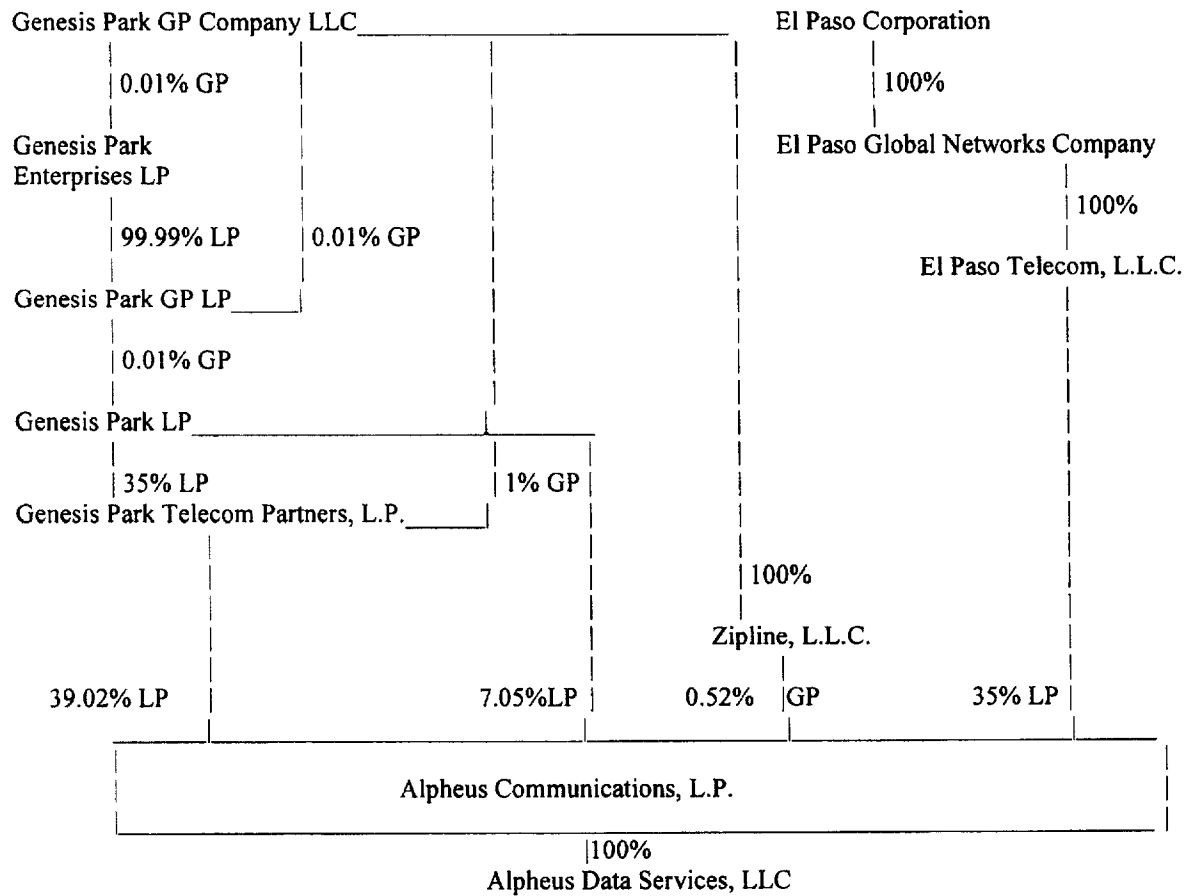 Genesis Park GP Company LLC El Paso Corporation
0.01% GP 100%
Genesis Park El Paso Global Networks Company
Enterprises LP
100%
99.99% LP 0.01% GP
El Paso Telecom, L.L.C.
Genesis Park GP LP
0.01% GP
Genesis Park LP
35% LP 1% GP
Genesis Park Telecom Partners, L.P.
100%
Zipline, L.L.C.
39.02% LP 7.05%LP 0.52% GP 35% LP
Alpheus Communications, L.P.
100%
Alpheus Data Services, LLC